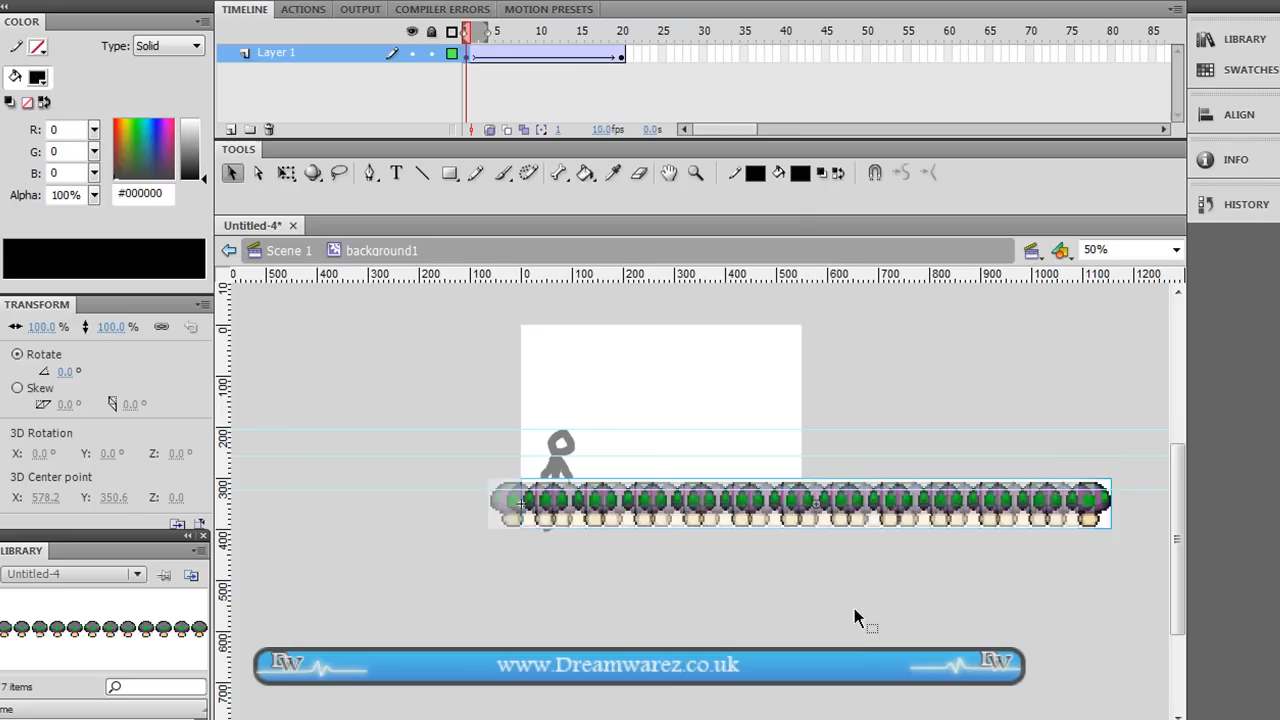 COLOR
Type: Solid
R: 0
G: 0
B: 0
Alpha: 100%
#000000
TRANSFORM
100.0 % 100.0 %
Rotate
0.0 °
Skew
0.0 ° 0.0 °
3D Rotation
X: 0.0 ° Y: 0.0 ° Z: 0.0 °
3D Center point
X: 578.2 Y: 350.6 Z: 0.0
LIBRARY
Untitled-4
7 items
me
TIMELINE ACTIONS OUTPUT COMPILER ERRORS MOTION PRESETS
5 10 15 20 25 30 35 40 45 50 55 60 65 70 75 80 85
Layer 1
1 10.0fps 0.0s
TOOLS
Untitled-4*
Scene 1 background1 50%
0 500 400 300 200 100 0 100 200 300 400 500 600 700 800 900 1000 1100 1200
10
0
100
200
300
400
500
600
700
DW www.Dreamwarez.co.uk DW
LIBRARY
SWATCHES
ALIGN
INFO
HISTORY